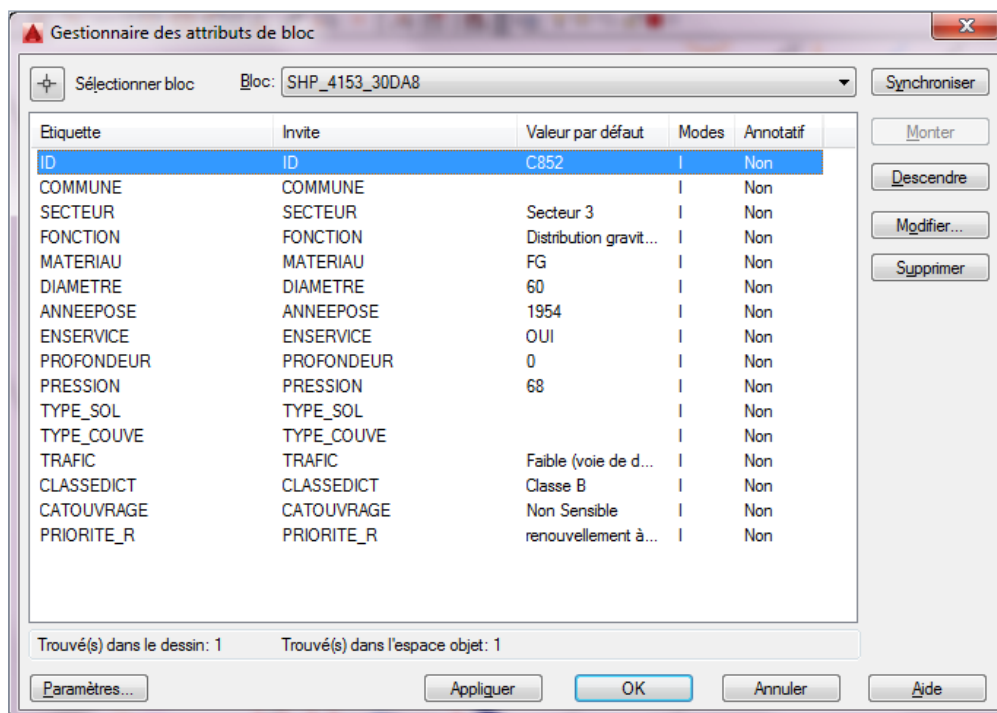 Gestionnaire des attributs de bloc
Sélectionner bloc Bloc: SHP_4153_30DA8 Synchroniser
Etiquette Invite Valeur par défaut Modes Annotatif Monter
ID ID C852 I Non
COMMUNE COMMUNE I Non Descendre
SECTEUR SECTEUR Secteur 3 I Non
FONCTION FONCTION Distribution gravit... I Non Modifier...
MATERIAU MATERIAU FG I Non Supprimer
DIAMETRE DIAMETRE 60 I Non
ANNEEPOSE ANNEEPOSE 1954 I Non
ENSERVICE ENSERVICE OUI I Non
PROFONDEUR PROFONDEUR 0 I Non
PRESSION PRESSION 68 I Non
TYPE_SOL TYPE_SOL I Non
TYPE_COUVE TYPE_COUVE I Non
TRAFIC TRAFIC Faible (voie de d... I Non
CLASSEDICT CLASSEDICT Classe B I Non
CATOUVRAGE CATOUVRAGE Non Sensible I Non
PRIORITE_R PRIORITE_R renouvellement à... I Non
Trouvé(s) dans le dessin: 1 Trouvé(s) dans l'espace objet: 1
Paramètres... Appliquer OK Annuler Aide